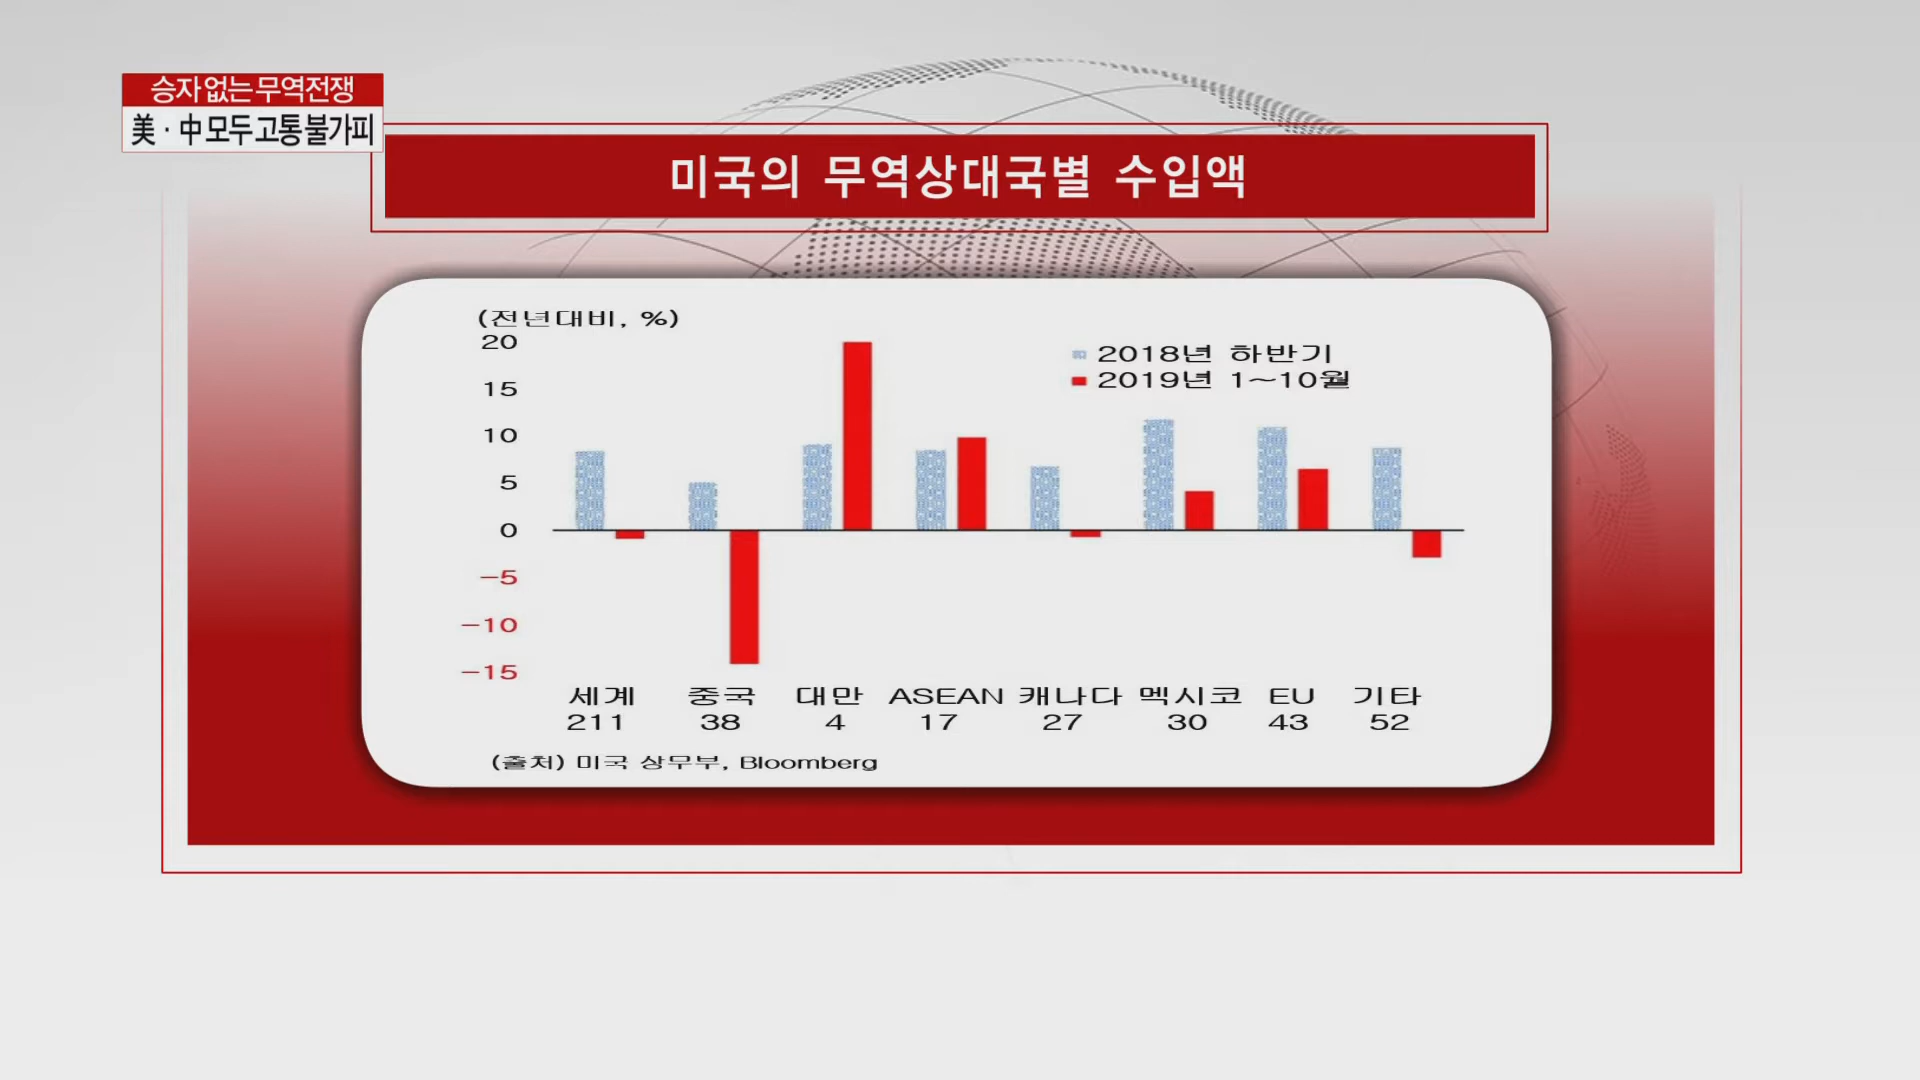 승자없는 무역전쟁
美·中 모두 고통 불가피
미국의 무역상대국별 수입액
(전년대비, %)
20
15
10
5
0
-5
-10
-15
2018년 하반기
2019년 1~10월
세계 중국 대만 ASEAN 캐나다 멕시코 EU 기타
211 38 4 17 27 30 43 52
(출처) 미국 상무부, Bloomberg